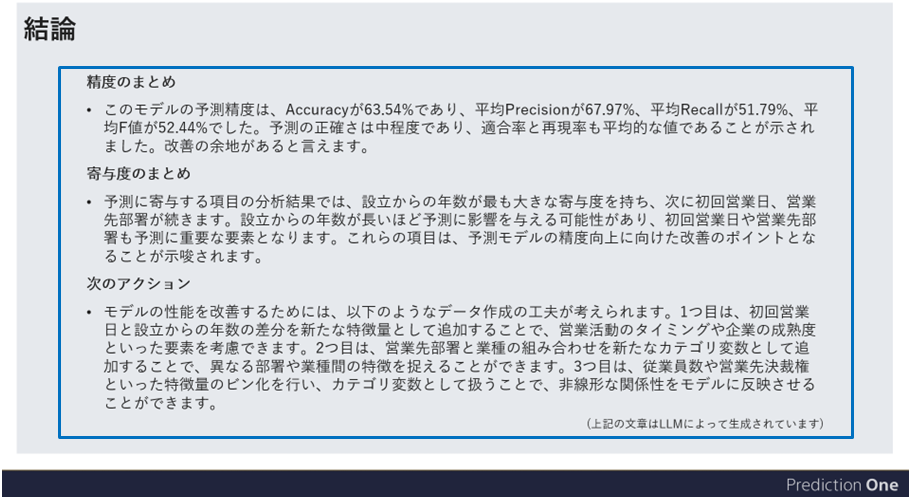 結論
精度のまとめ
• このモデルの予測精度は、Accuracyが63.54%であり、平均Precisionが67.97%、平均Recallが51.79%、平
均F値が52.44%でした。予測の正確さは中程度であり、適合率と再現率も平均的な値であることが示され
ました。改善の余地があると言えます。
寄与度のまとめ
• 予測に寄与する項目の分析結果では、設立からの年数が最も大きな寄与度を持ち、次に初回営業日、営業
先部署が続きます。設立からの年数が長いほど予測に影響を与える可能性があり、初回営業日や営業先部
署も予測に重要な要素となります。これらの項目は、予測モデルの精度向上に向けた改善のポイントとな
ることが示唆されます。
次のアクション
• モデルの性能を改善するためには、以下のようなデータ作成の工夫が考えられます。1つ目は、初回営業
日と設立からの年数の差分を新たな特徴量として追加することで、営業活動のタイミングや企業の成熟度
といった要素を考慮できます。2つ目は、営業先部署と業種の組み合わせを新たなカテゴリ変数として追
加することで、異なる部署や業種間の特徴を捉えることができます。3つ目は、従業員数や営業先決裁権
といった特徴量のビン化を行い、カテゴリ変数として扱うことで、非線形な関係性をモデルに反映させる
ことができます。
（上記の文章はLLMによって生成されています）
Prediction One